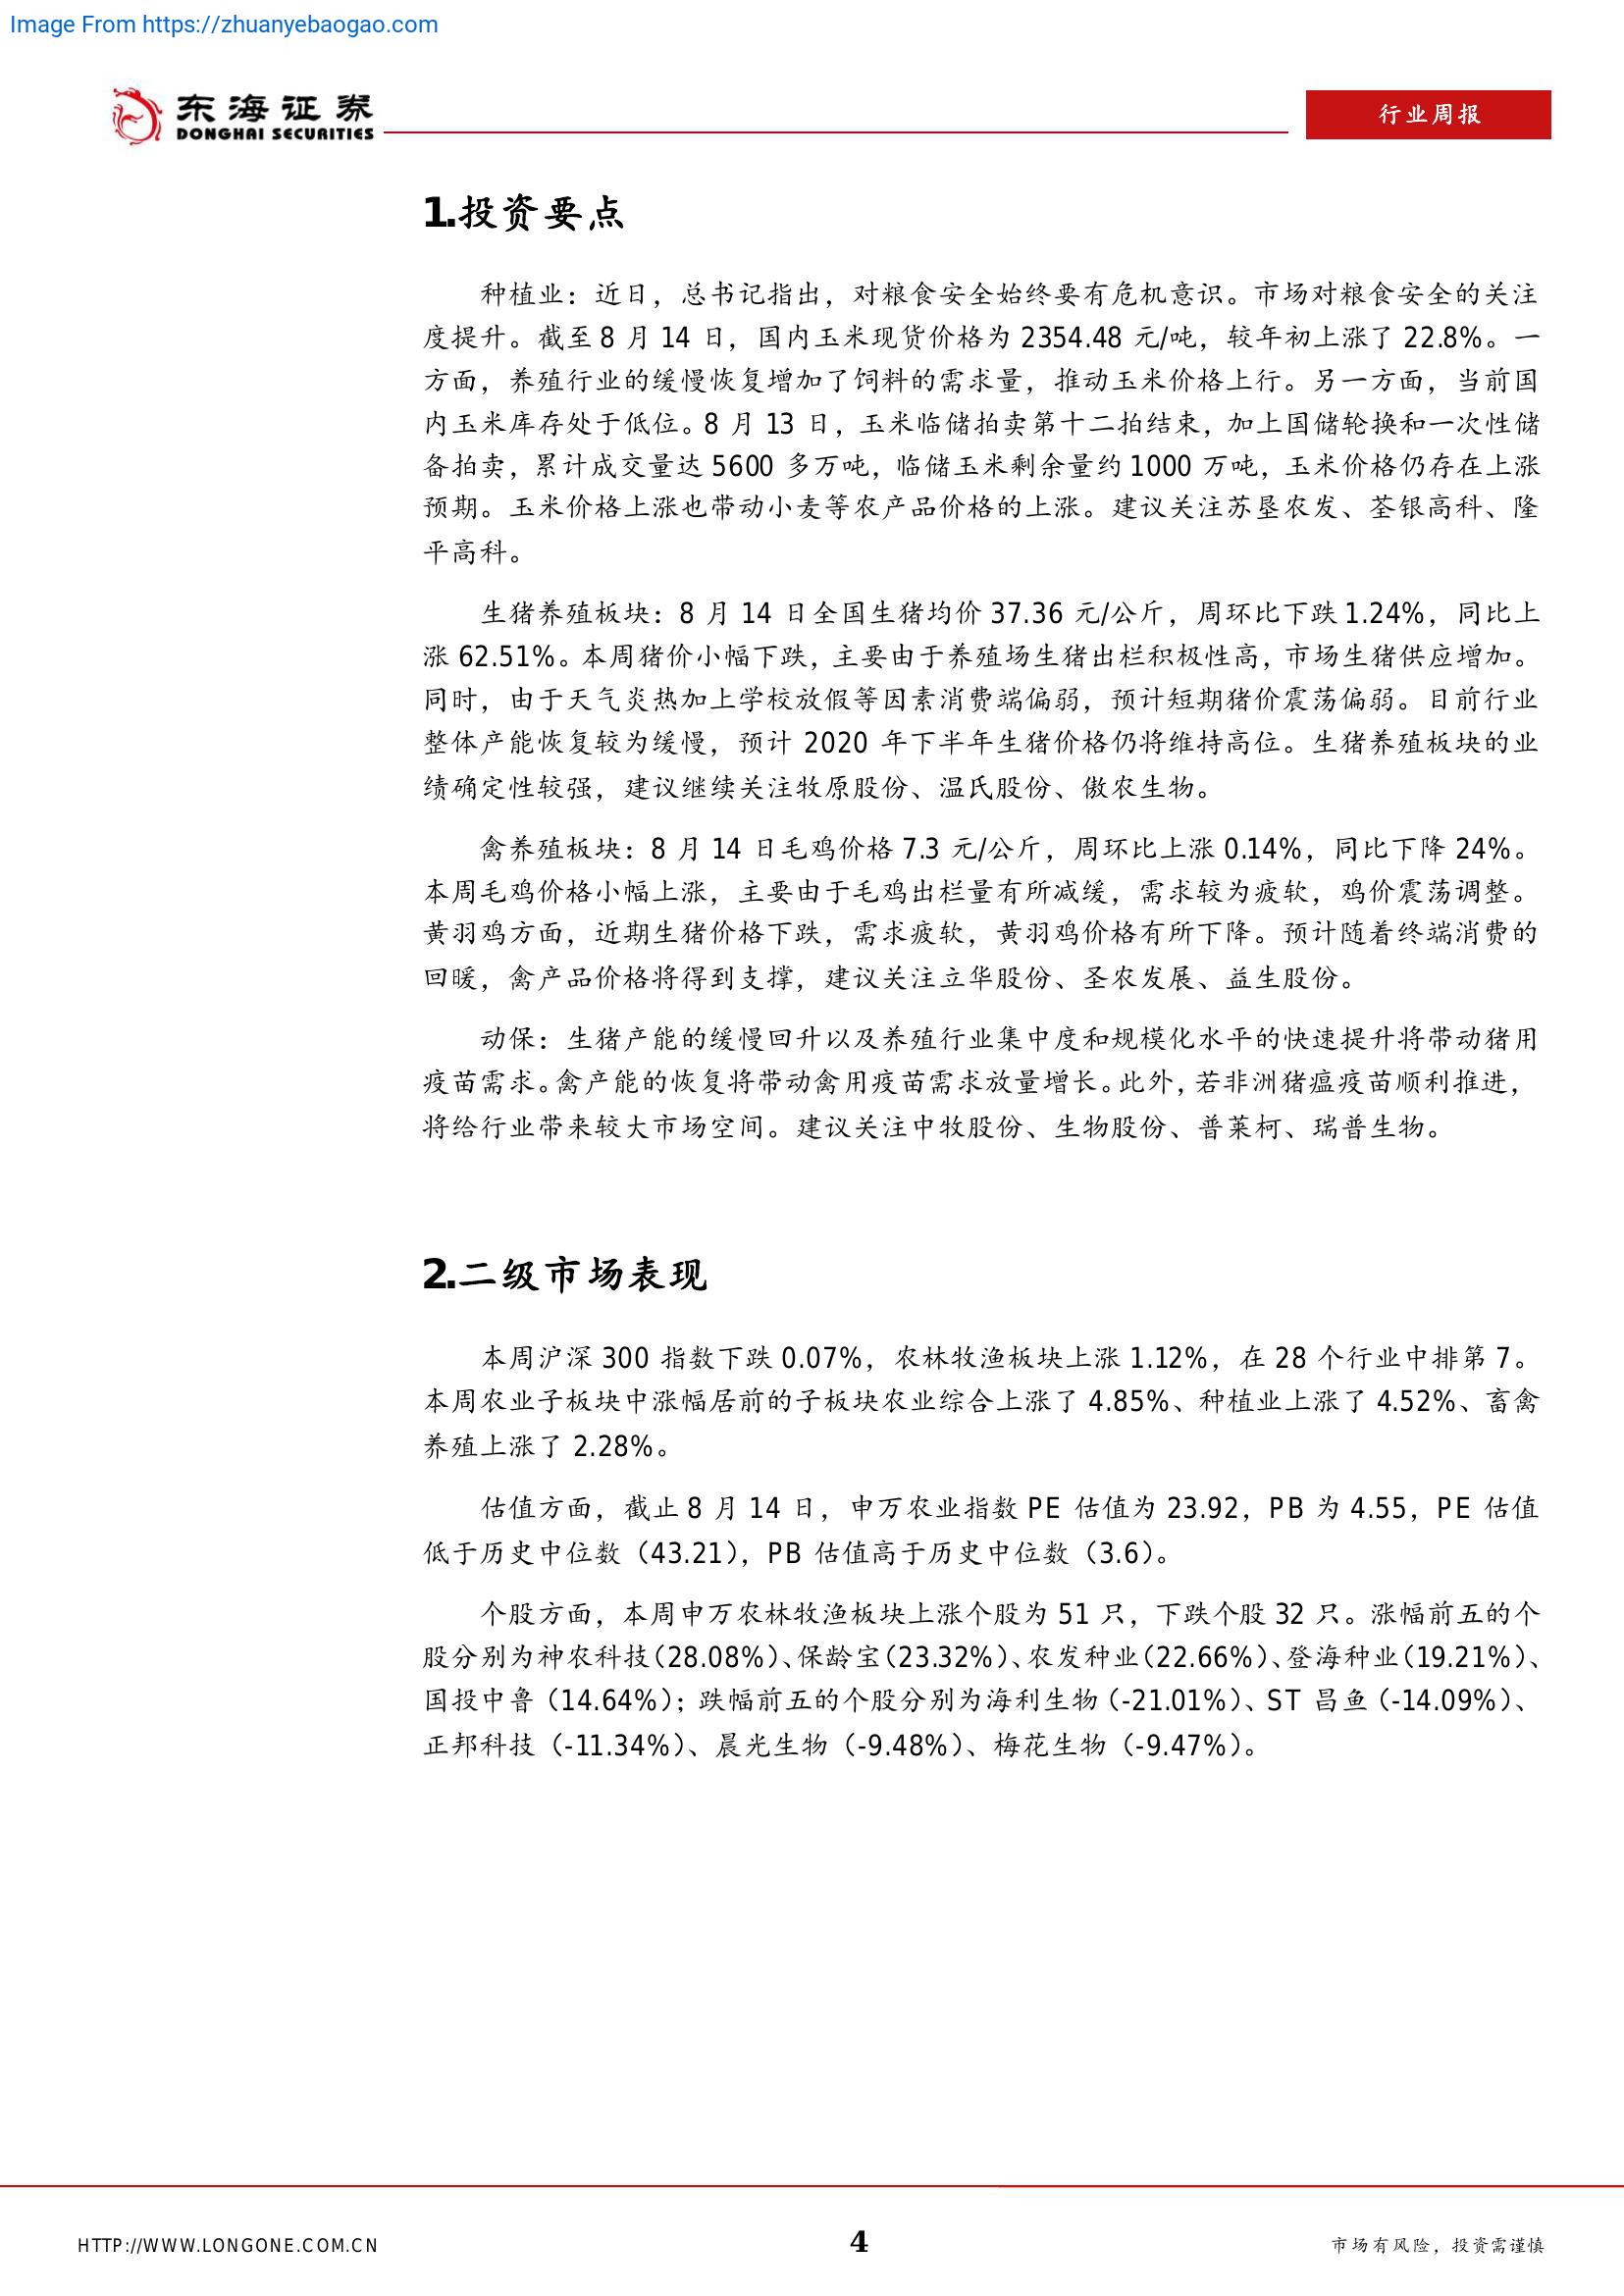 Image From https://zhuanyebaogao.com
东海证券
DONGHAI SECURITIES
行业周报
1.投资要点
种植业：近日，总书记指出，对粮食安全始终要有危机意识。市场对粮食安全的关注
度提升。截至 8 月 14 日，国内玉米现货价格为 2354.48 元/吨，较年初上涨了 22.8%。一
方面，养殖行业的缓慢恢复增加了饲料的需求量，推动玉米价格上行。另一方面，当前国
内玉米库存处于低位。8 月 13 日，玉米临储拍卖第十二拍结束，加上国储轮换和一次性储
备拍卖，累计成交量达 5600 多万吨，临储玉米剩余量约 1000 万吨，玉米价格仍存在上涨
预期。玉米价格上涨也带动小麦等农产品价格的上涨。建议关注苏垦农发、荃银高科、隆
平高科。
生猪养殖板块：8 月 14 日全国生猪均价 37.36 元/公斤，周环比下跌 1.24%，同比上
涨 62.51%。本周猪价小幅下跌，主要由于养殖场生猪出栏积极性高，市场生猪供应增加。
同时，由于天气炎热加上学校放假等因素消费端偏弱，预计短期猪价震荡偏弱。目前行业
整体产能恢复较为缓慢，预计 2020 年下半年生猪价格仍将维持高位。生猪养殖板块的业
绩确定性较强，建议继续关注牧原股份、温氏股份、傲农生物。
禽养殖板块：8 月 14 日毛鸡价格 7.3 元/公斤，周环比上涨 0.14%，同比下降 24%。
本周毛鸡价格小幅上涨，主要由于毛鸡出栏量有所减缓，需求较为疲软，鸡价震荡调整。
黄羽鸡方面，近期生猪价格下跌，需求疲软，黄羽鸡价格有所下降。预计随着终端消费的
回暖，禽产品价格将得到支撑，建议关注立华股份、圣农发展、益生股份。
动保：生猪产能的缓慢回升以及养殖行业集中度和规模化水平的快速提升将带动猪用
疫苗需求。禽产能的恢复将带动禽用疫苗需求放量增长。此外，若非洲猪瘟疫苗顺利推进，
将给行业带来较大市场空间。建议关注中牧股份、生物股份、普莱柯、瑞普生物。
2.二级市场表现
本周沪深 300 指数下跌 0.07%，农林牧渔板块上涨 1.12%，在 28 个行业中排第 7。
本周农业子板块中涨幅居前的子板块农业综合上涨了 4.85%、种植业上涨了 4.52%、畜禽
养殖上涨了 2.28%。
估值方面，截止 8 月 14 日，申万农业指数 PE 估值为 23.92，PB 为 4.55，PE 估值
低于历史中位数（43.21），PB 估值高于历史中位数（3.6）。
个股方面，本周申万农林牧渔板块上涨个股为 51 只，下跌个股 32 只。涨幅前五的个
股分别为神农科技（28.08%）、保龄宝（23.32%）、农发种业（22.66%）、登海种业（19.21%）、
国投中鲁（14.64%）；跌幅前五的个股分别为海利生物（-21.01%）、ST 昌鱼（-14.09%）、
正邦科技（-11.34%）、晨光生物（-9.48%）、梅花生物（-9.47%）。
HTTP://WWW.LONGONE.COM.CN
4
市场有风险，投资需谨慎